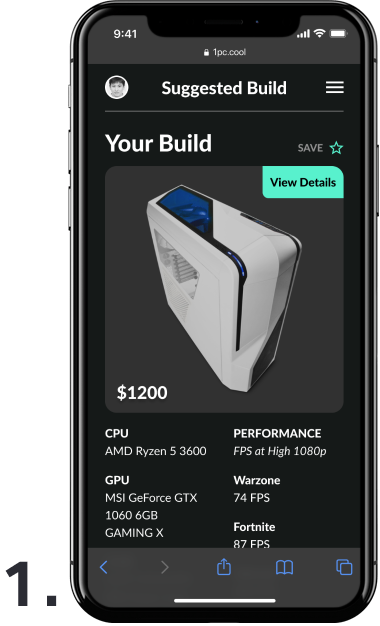 9:41
1pc.cool
Suggested Build
Your Build
SAVE
View Details
$1200
CPU
AMD Ryzen 5 3600
GPU
MSI GeForce GTX
1060 6GB
GAMING X
PERFORMANCE
FPS at High 1080p
Warzone
74 FPS
Fortnite
87 FPS
1.